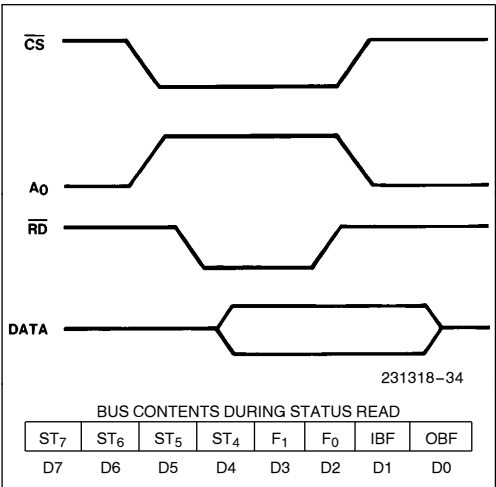 CS
A0
RD
DATA
231318–34
BUS CONTENTS DURING STATUS READ
ST7 ST6 ST5 ST4 F1 F0 IBF OBF
D7 D6 D5 D4 D3 D2 D1 D0